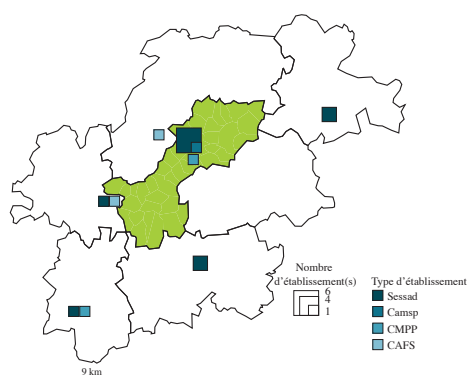 Nombre
d'établissement(s)
6
4
1
Type d'établissement
Sessad
Camsp
CMPP
CAFS
9 km